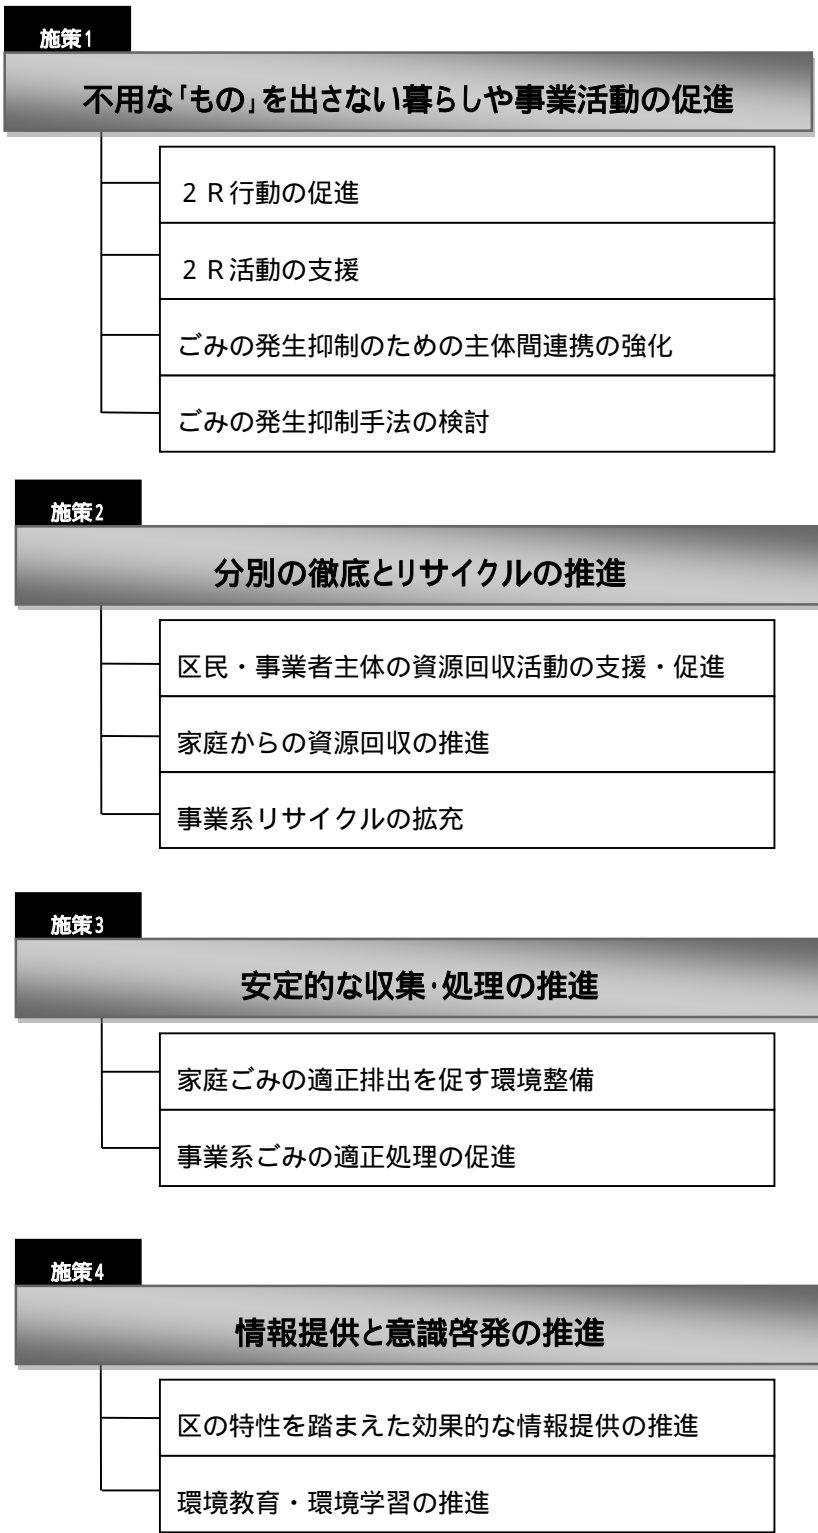 施策1
不用な「もの」を出さない暮らしや事業活動の促進
２Ｒ行動の促進
２Ｒ活動の支援
ごみの発生抑制のための主体間連携の強化
ごみの発生抑制手法の検討
施策2
分別の徹底とリサイクルの推進
区民・事業者主体の資源回収活動の支援・促進
家庭からの資源回収の推進
事業系リサイクルの拡充
施策3
安定的な収集・処理の推進
家庭ごみの適正排出を促す環境整備
事業系ごみの適正処理の促進
施策4
情報提供と意識啓発の推進
区の特性を踏まえた効果的な情報提供の推進
環境教育・環境学習の推進